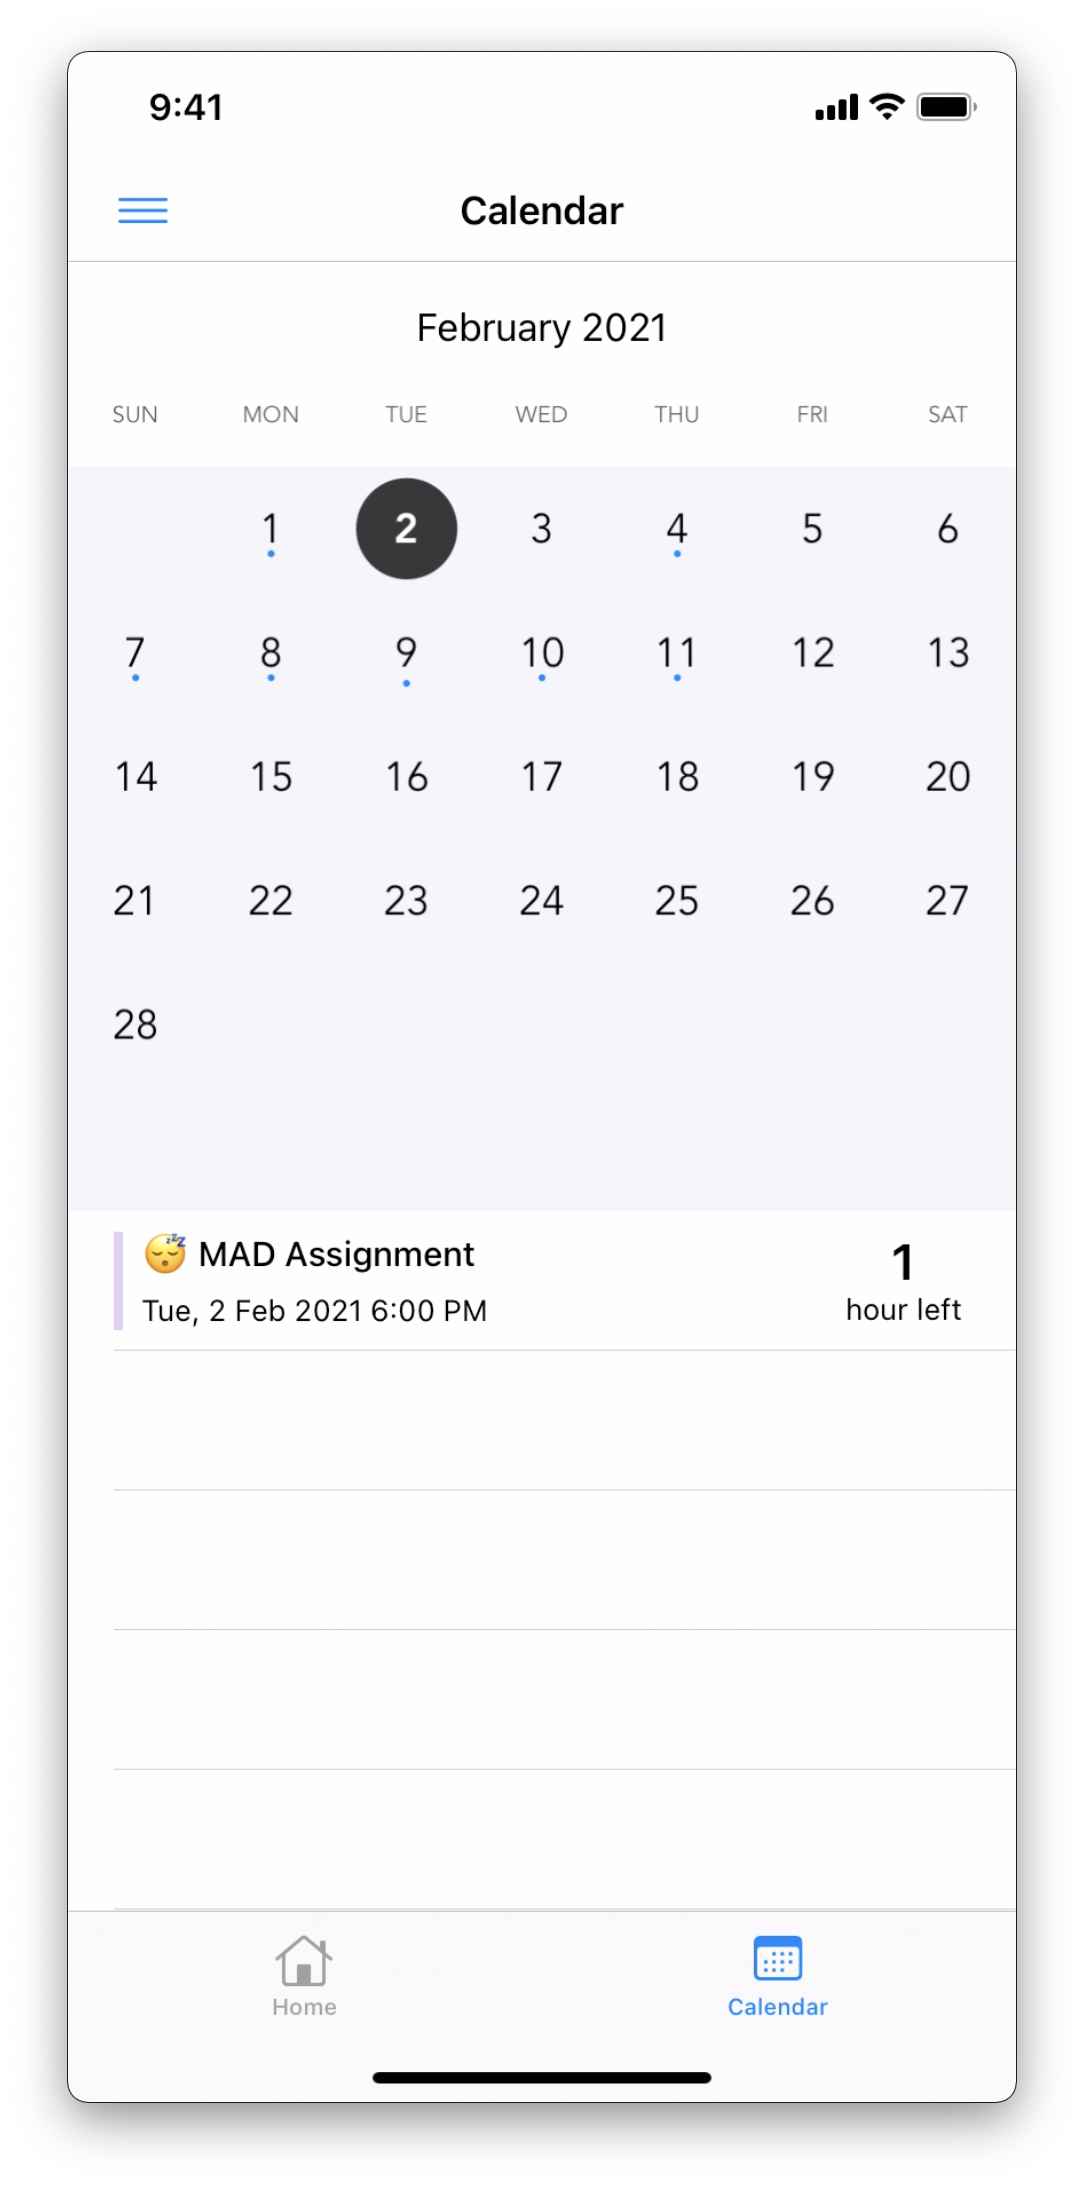 9:41
Calendar
February 2021
SUN MON TUE WED THU FRI SAT
1 2 3 4 5 6
7 8 9 10 11 12 13
14 15 16 17 18 19 20
21 22 23 24 25 26 27
28
😴 MAD Assignment
1
Tue, 2 Feb 2021 6:00 PM
hour left
Home Calendar